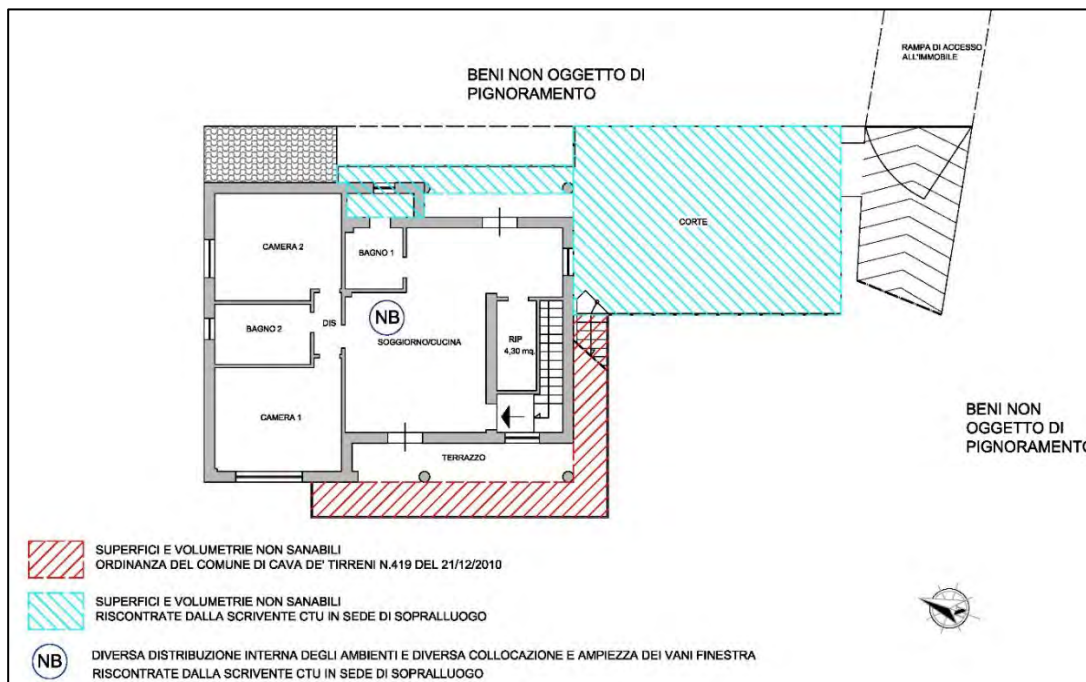 RAMPA DI ACCESSO
ALL'IMMOBILE
BENI NON OGGETTO DI
PIGNORAMENTO
CORTE
CAMERA 2
BAGNO 1
BAGNO 2
DIS
NB
SOGGIORNO/CUCINA
RIP
4,30 mq.
CAMERA 1
TERRAZZO
BENI NON
OGGETTO DI
PIGNORAMENTO
SUPERFICI E VOLUMETRIE NON SANABILI
ORDINANZA DEL COMUNE DI CAVA DE' TIRRENI N.419 DEL 21/12/2010
SUPERFICI E VOLUMETRIE NON SANABILI
RISCONTRATE DALLA SCRIVENTE CTU IN SEDE DI SOPRALLUOGO
NB
DIVERSA DISTRIBUZIONE INTERNA DEGLI AMBIENTI E DIVERSA COLLOCAZIONE E AMPIEZZA DEI VANI FINESTRA
RISCONTRATE DALLA SCRIVENTE CTU IN SEDE DI SOPRALLUOGO